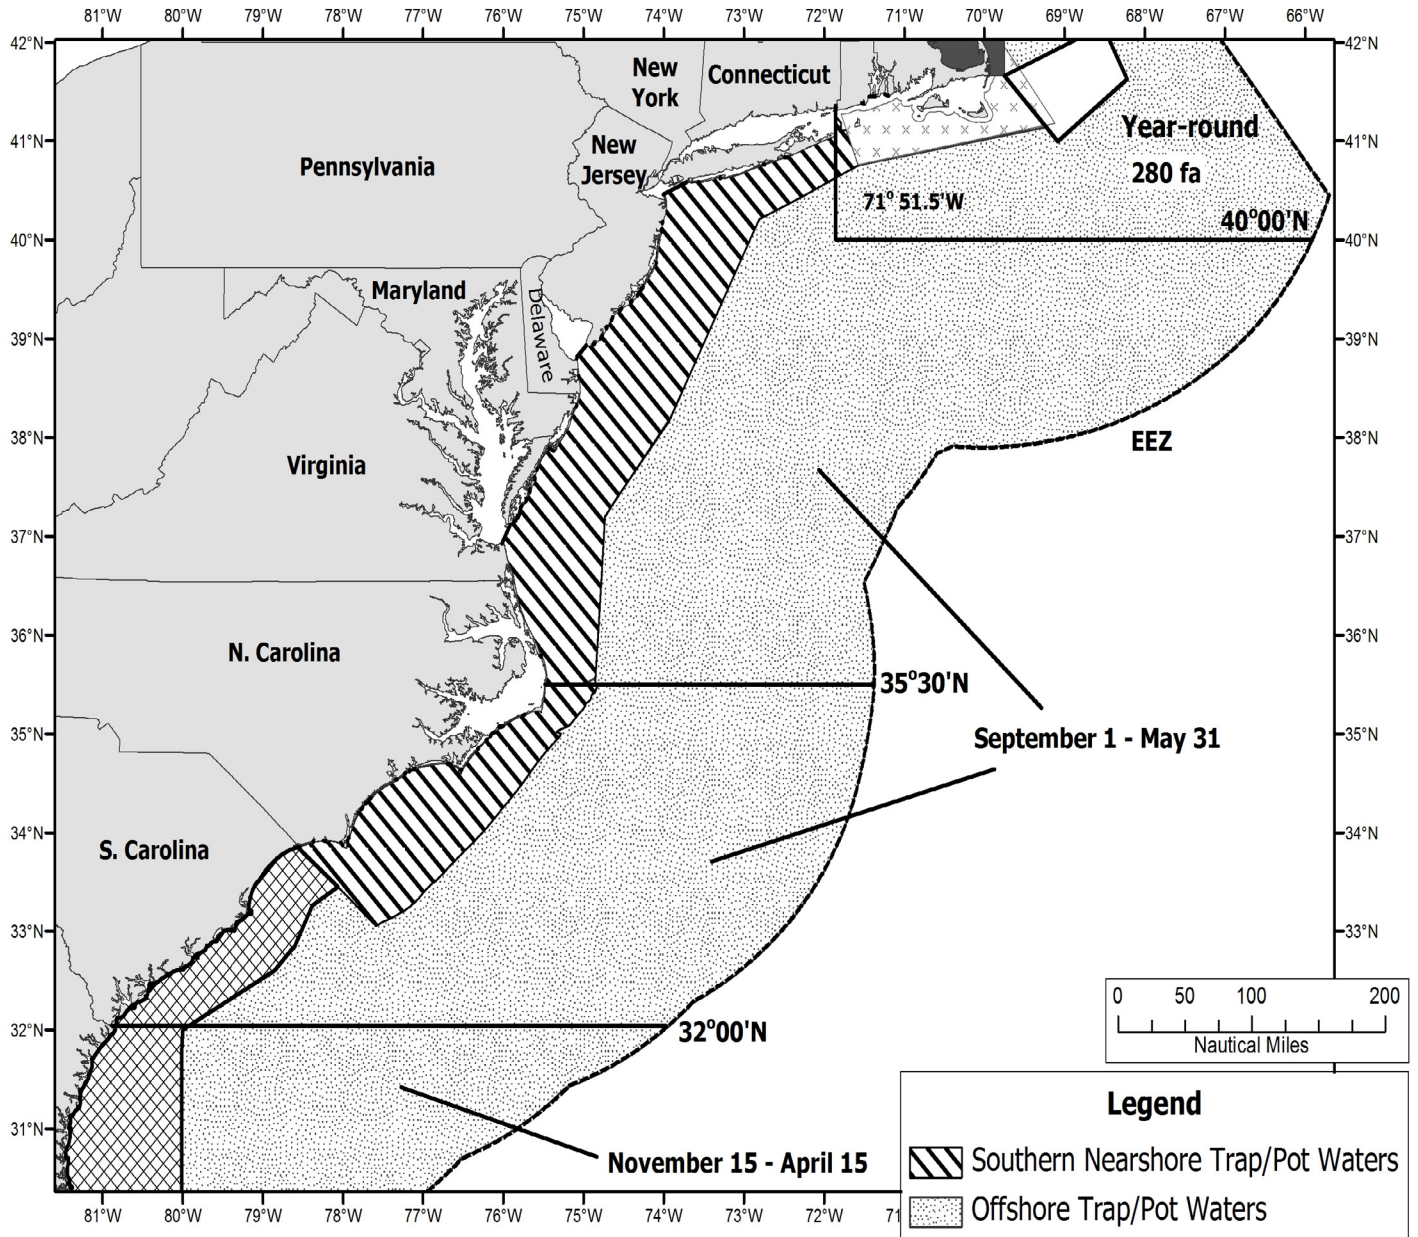 81°W 80°W 79°W 78°W 77°W 76°W 75°W 74°W 73°W 72°W 71°W 70°W 69°W 68°W 67°W 66°W
42°N 42°N
New
York
Connecticut
41°N 41°N
Year-round
New
Jersey
Pennsylvania
280 fa
71° 51.5'W
40°00'N
40°N 40°N
Maryland
Delaware
39°N 39°N
38°N 38°N
EEZ
Virginia
37°N 37°N
36°N 36°N
N. Carolina
35°30'N
35°N 35°N
September 1 - May 31
34°N 34°N
S. Carolina
33°N 33°N
0 50 100 200
Nautical Miles
32°N
32°00'N
31°N
November 15 - April 15
Legend
Southern Nearshore Trap/Pot Waters
Offshore Trap/Pot Waters
81°W 80°W 79°W 78°W 77°W 76°W 75°W 74°W 73°W 72°W 71